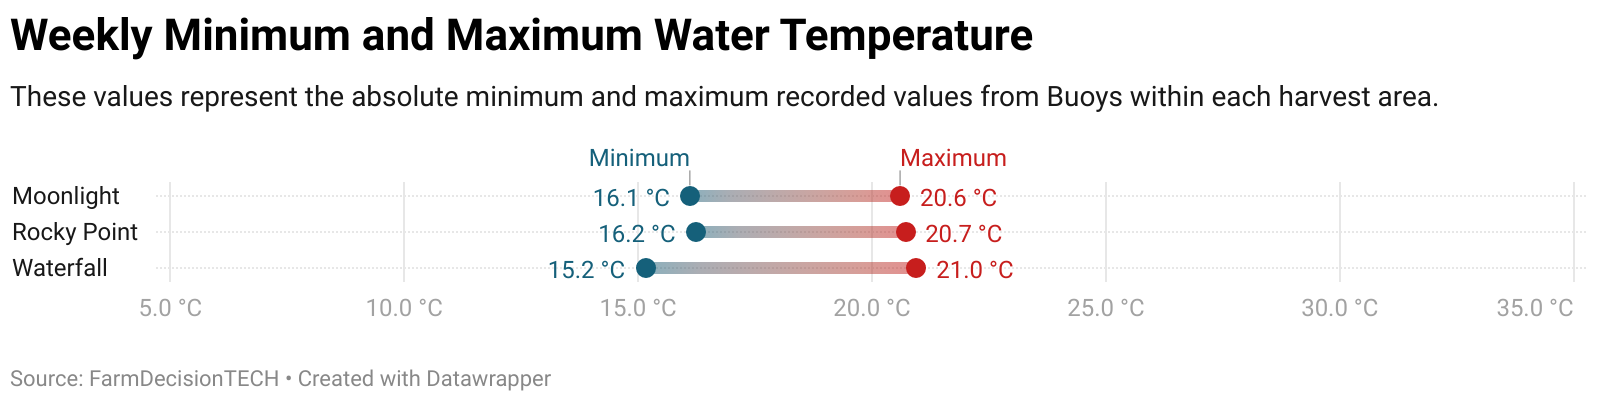 Weekly Minimum and Maximum Water Temperature
These values represent the absolute minimum and maximum recorded values from Buoys within each harvest area.
Minimum Maximum
Moonlight 16.1 °C 20.6 °C
Rocky Point 16.2 °C 20.7 °C
Waterfall 15.2 °C 21.0 °C
5.0 °C 10.0 °C 15.0 °C 20.0 °C 25.0 °C 30.0 °C 35.0 °C
Source: FarmDecisionTECH • Created with Datawrapper